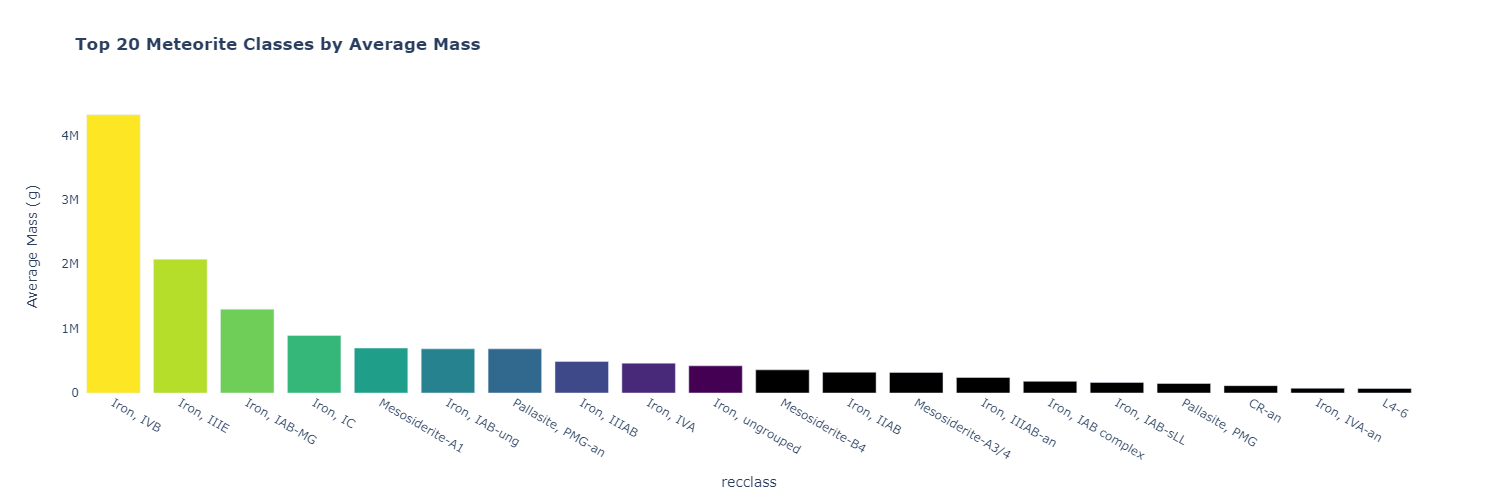 Top 20 Meteorite Classes by Average Mass
Average Mass (g)
4M
3M
2M
1M
0
Iron, IVB
Iron, IIIE
Iron, IAB-MG
Iron, IC
Mesosiderite-A1
Iron, IAB-ung
Pallasite, PMG-an
Iron, IIIAB
Iron, IVA
Iron, ungrouped
Mesosiderite-B4
Iron, IIAB
Mesosiderite-A3/4
Iron, IIIAB-an
Iron, IAB complex
Iron, IAB-sLL
Pallasite, PMG
CR-an
Iron, IVA-an
L4-6
recclass